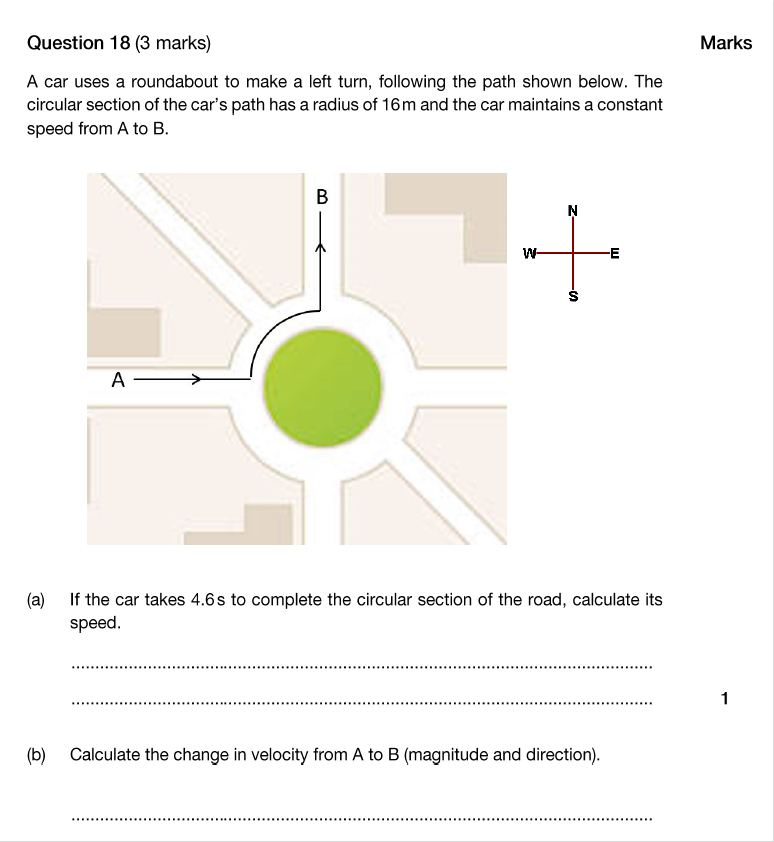 Question 18 (3 marks) Marks
A car uses a roundabout to make a left turn, following the path shown below. The
circular section of the car's path has a radius of 16 m and the car maintains a constant
speed from A to B.
B
N
W E
S
A
(a) If the car takes 4.6 s to complete the circular section of the road, calculate its
speed.
1
(b) Calculate the change in velocity from A to B (magnitude and direction).